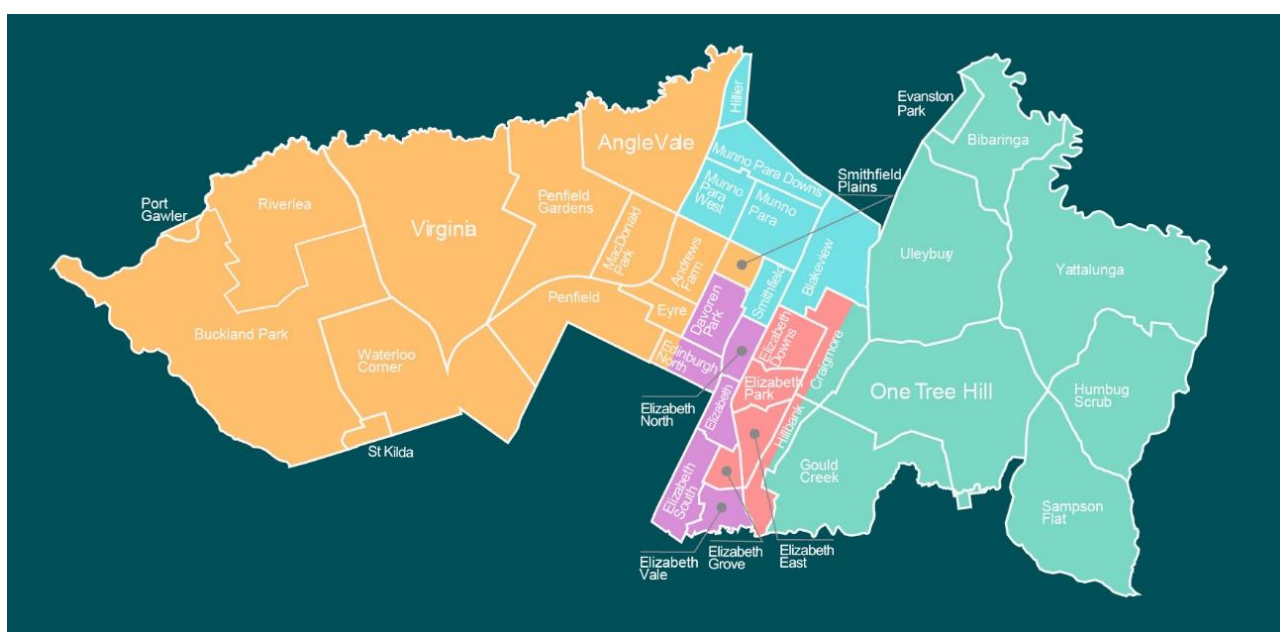 Hillier
Evanston
Park
Angle Vale
Bibaringa
Munno Para Downs
Smithfield
Plains
Munno
Para
West
Munno
Para
Port
Gawler
Riverlea
Penfield
Gardens
Virginia
MacDonald
Park
Andrews
Farm
Blakeview
Uleybury
Yattalunga
Smithfield
Penfield
Eyre
Davoren
Park
Buckland Park
Waterloo
Corner
Edinburgh
North
Elizabeth
Downs
Craigmore
Elizabeth
Park
One Tree Hill
Humbug
Scrub
Elizabeth
North
Elizabeth
Hillbank
St Kilda
Gould
Creek
Elizabeth
South
Sampson
Flat
Elizabeth
Vale
Elizabeth
Grove
Elizabeth
East